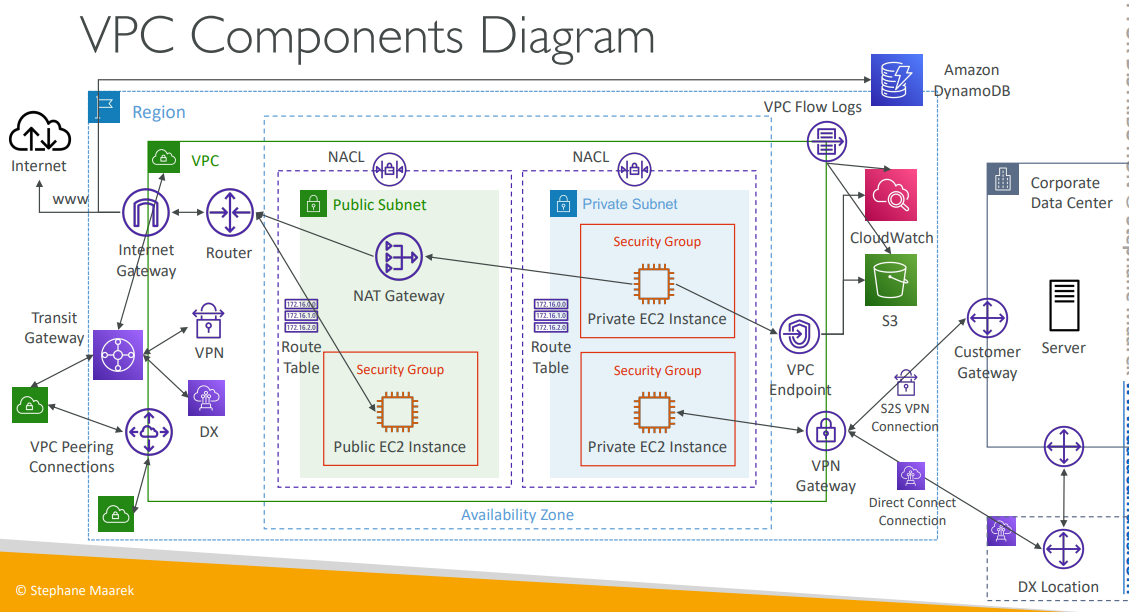 VPC Components Diagram
Amazon
DynamoDB
VPC Flow Logs
Region
Internet
www
VPC
NACL
NACL
Corporate
Data Center
Public Subnet
Private Subnet
Internet
Gateway
Router
NAT Gateway
Security Group
Private EC2 Instance
CloudWatch
S3
172.16.0.0
172.16.1.0
172.16.2.0
Route
Table
172.16.0.0
172.16.1.0
172.16.2.0
Route
Table
Transit
Gateway
VPN
DX
VPC Peering
Connections
Security Group
Public EC2 Instance
Security Group
Private EC2 Instance
VPC
Endpoint
VPN
Gateway
S2S VPN
Connection
Customer
Gateway
Server
Direct Connect
Connection
DX Location
Availability Zone
© Stephane Maarek